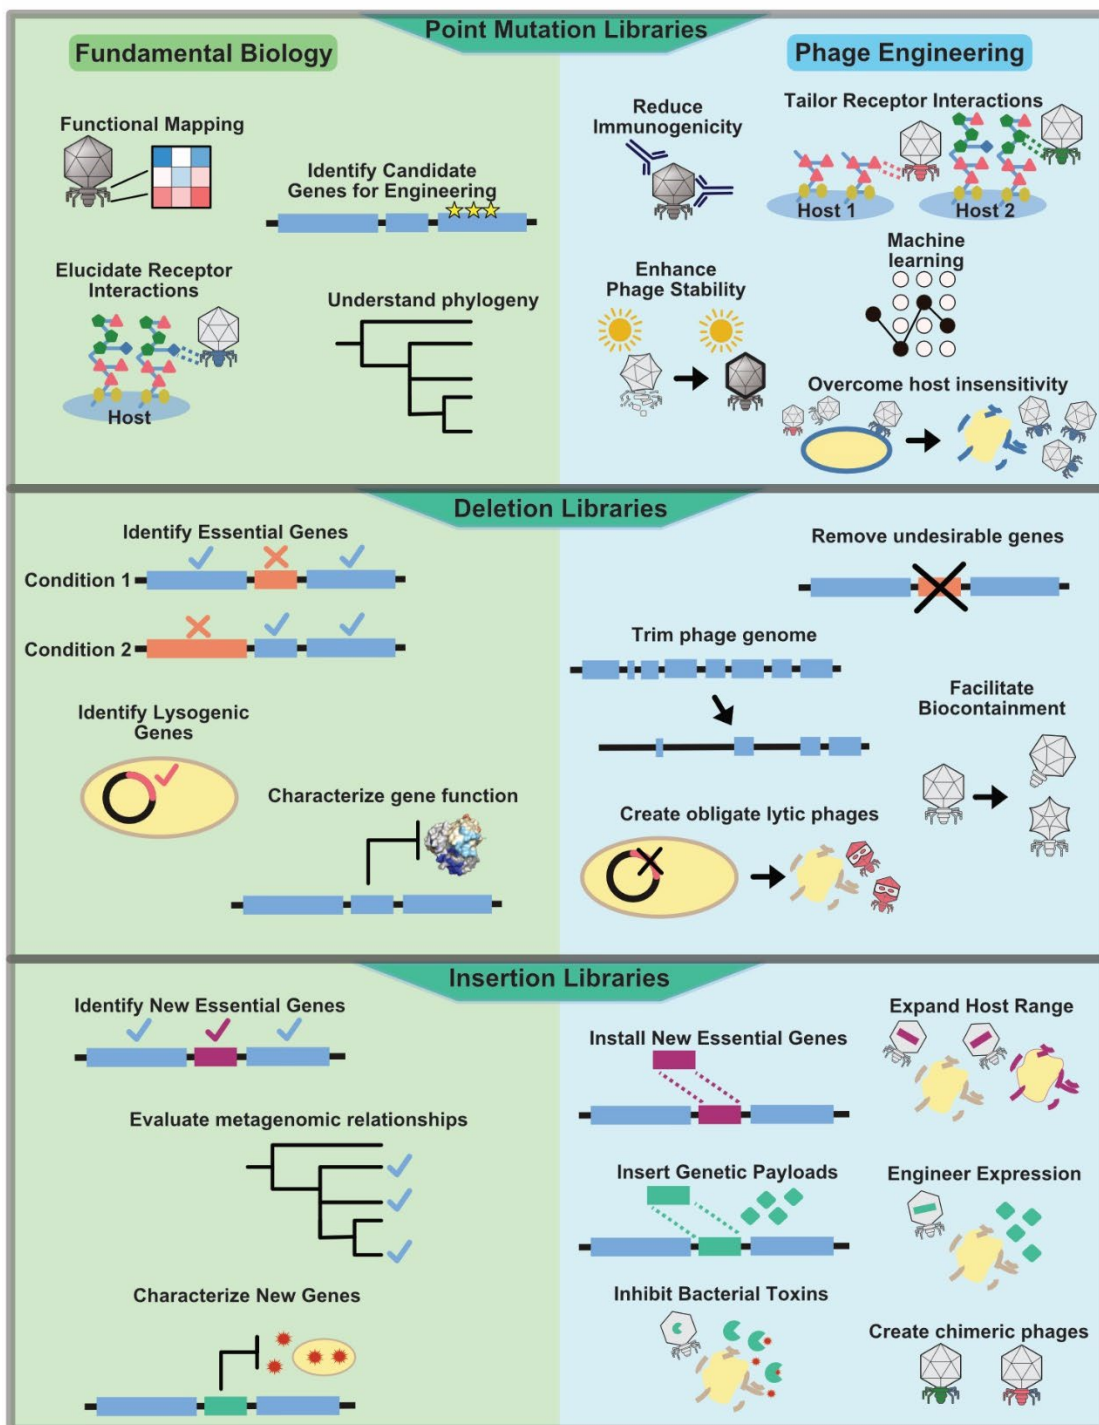 Point Mutation Libraries
Fundamental Biology
Functional Mapping
Identify Candidate
Genes for Engineering
Elucidate Receptor
Interactions
Host
Understand phylogeny
Phage Engineering
Reduce
Immunogenicity
Tailor Receptor Interactions
Host 1
Host 2
Enhance
Phage Stability
Machine
learning
Overcome host insensitivity
Deletion Libraries
Identify Essential Genes
Condition 1
Condition 2
Identify Lysogenic
Genes
Characterize gene function
Remove undesirable genes
Trim phage genome
Facilitate
Biocontainment
Create obligate lytic phages
Insertion Libraries
Identify New Essential Genes
Evaluate metagenomic relationships
Characterize New Genes
Install New Essential Genes
Expand Host Range
Insert Genetic Payloads
Engineer Expression
Inhibit Bacterial Toxins
Create chimeric phages